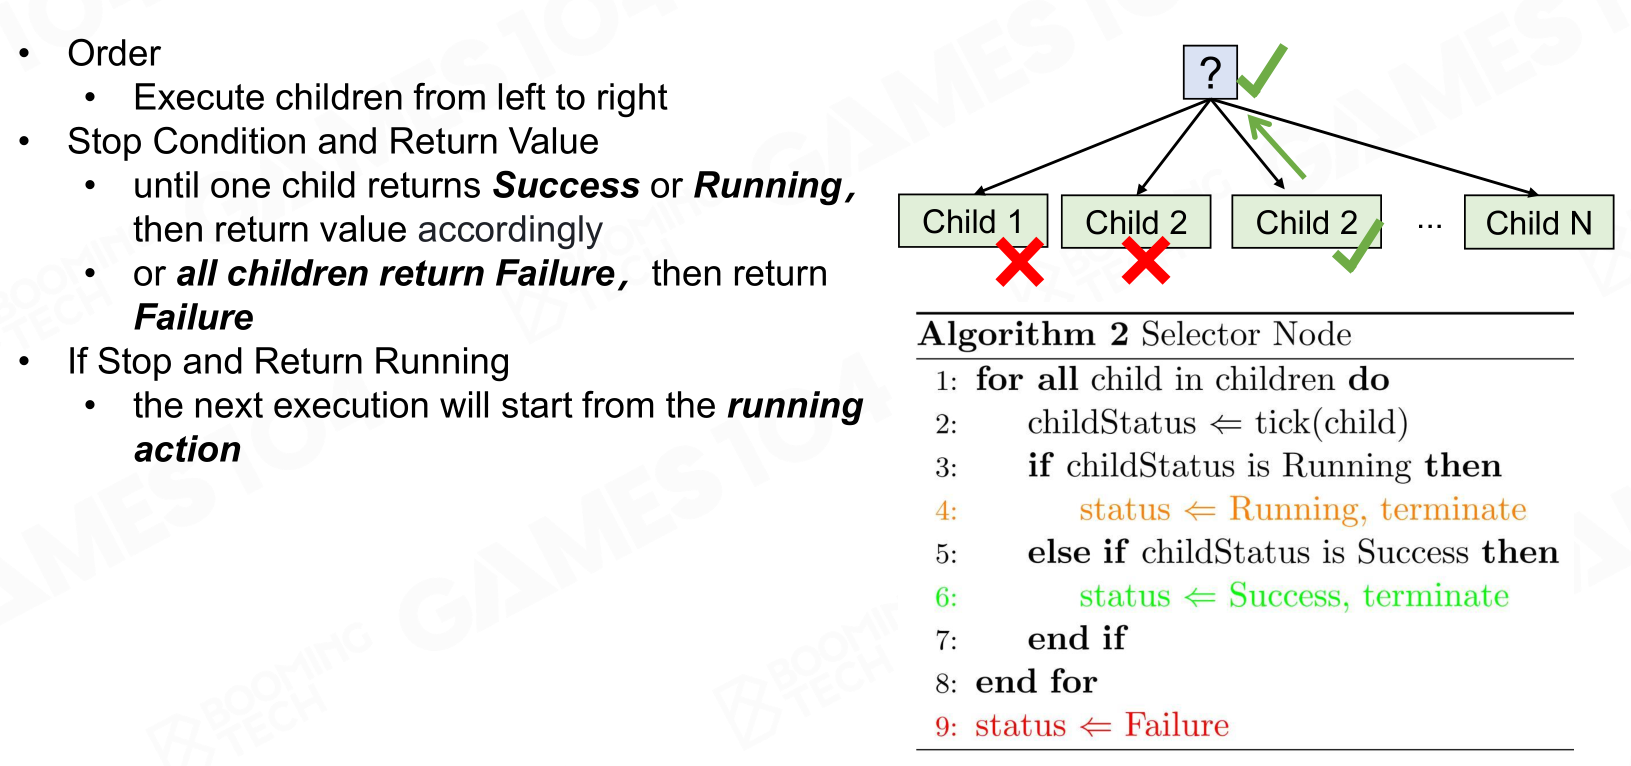 • Order
• Execute children from left to right
• Stop Condition and Return Value
• until one child returns Success or Running,
then return value accordingly
• or all children return Failure, then return
Failure
• If Stop and Return Running
• the next execution will start from the running
action
?
Child 1
Child 2
Child 2
...
Child N
Algorithm 2 Selector Node
1: for all child in children do
2: childStatus ⇐ tick(child)
3: if childStatus is Running then
4: status ⇐ Running, terminate
5: else if childStatus is Success then
6: status ⇐ Success, terminate
7: end if
8: end for
9: status ⇐ Failure
GAMES104
BOOMING
TECH